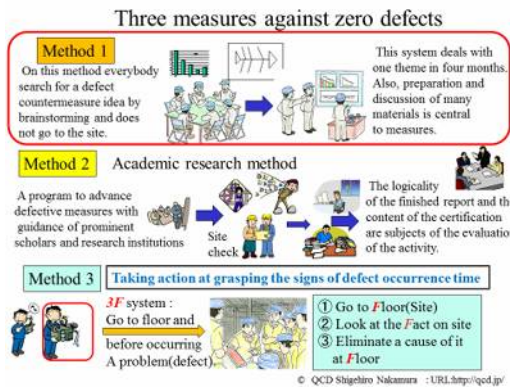 Three measures against zero defects
Method 1
On this method everybody
search for a defect
countermeasure idea by
brainstorming and does
not go to the site.
This system deals with
one theme in four months.
Also, preparation and
discussion of many
materials is central
to measures.
Method 2
Academic research method
A program to advance
defective measures with
guidance of prominent
scholars and research institutions
Site
check
The logicality
of the finished report and th
content of the certification
are subjects of the evaluation
of the activity.
Method 3
Taking action at grasping the signs of defect occurrence time
3F system :
Go to floor and
before occurring
A problem(defect)
① Go to Floor(Site)
② Look at the Fact on site
③ Eliminate a cause of it
at Floor
© QCD Shigehiro Nakamura : URL:http://qcd.jp/